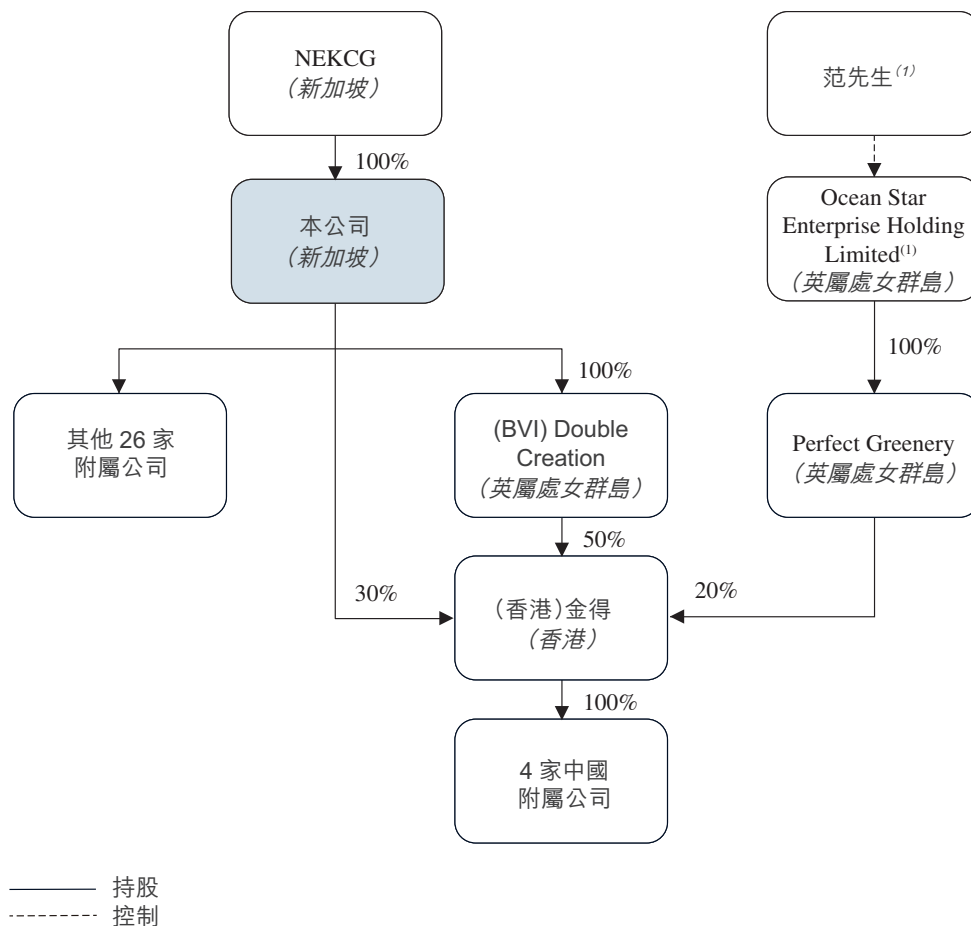 NEKCG
（新加坡）
范先生(1)
100%
本公司
（新加坡）
Ocean Star
Enterprise Holding
Limited(1)
（英屬處女群島）
100%
100%
其他 26 家
附屬公司
(BVI) Double
Creation
（英屬處女群島）
Perfect Greenery
（英屬處女群島）
50%
30%
20%
（香港）金得
（香港）
100%
4 家中國
附屬公司
持股
控制